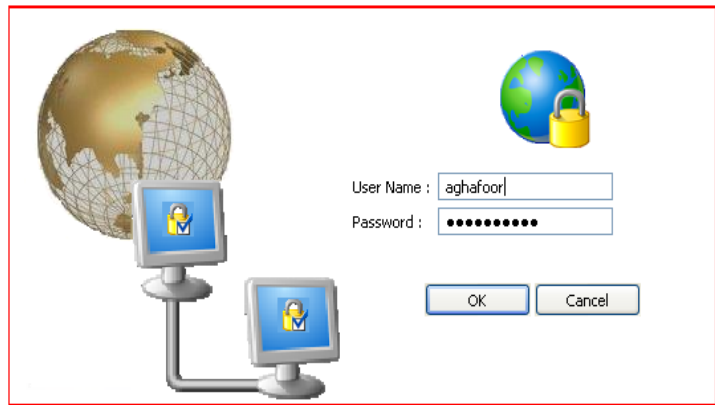 User Name : aghafoor
Password : ●●●●●●●●●●
OK Cancel